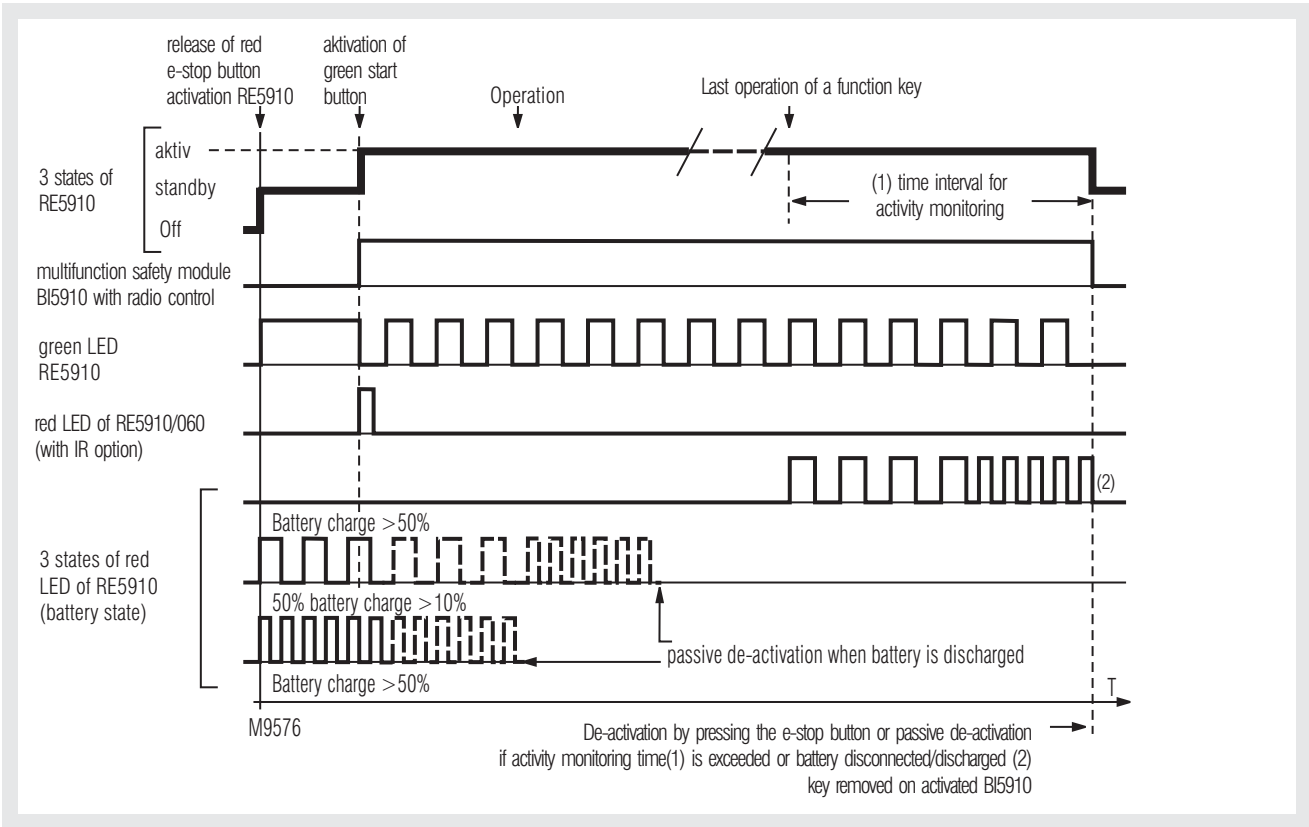 release of red
e-stop button
activation RE5910
aktivation of
green start
button
Operation
Last operation of a function key
3 states of
RE5910
aktiv
standby
Off
(1) time interval for
activity monitoring
multifunction safety module
BI5910 with radio control
green LED
RE5910
red LED of RE5910/060
(with IR option)
(2)
3 states of red
LED of RE5910
(battery state)
Battery charge >50%
50% battery charge >10%
Battery charge >50%
passive de-activation when battery is discharged
T
M9576
De-activation by pressing the e-stop button or passive de-activation
if activity monitoring time(1) is exceeded or battery disconnected/discharged (2)
key removed on activated BI5910